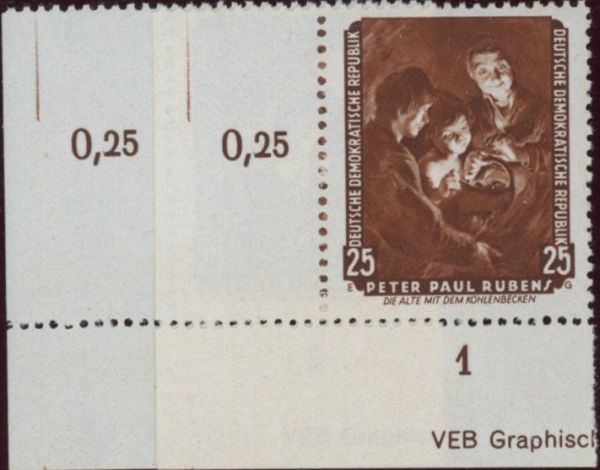 0,25 0,25
DEUTSCHE DEMOKRATISCHE REPUBLIK
DEUTSCHE DEMOKRATISCHE REPUBLIK
25 25
E PETER PAUL RUBENS G
DIE ALTE MIT DEM KOHLENBECKEN
1
VEB Graphisch